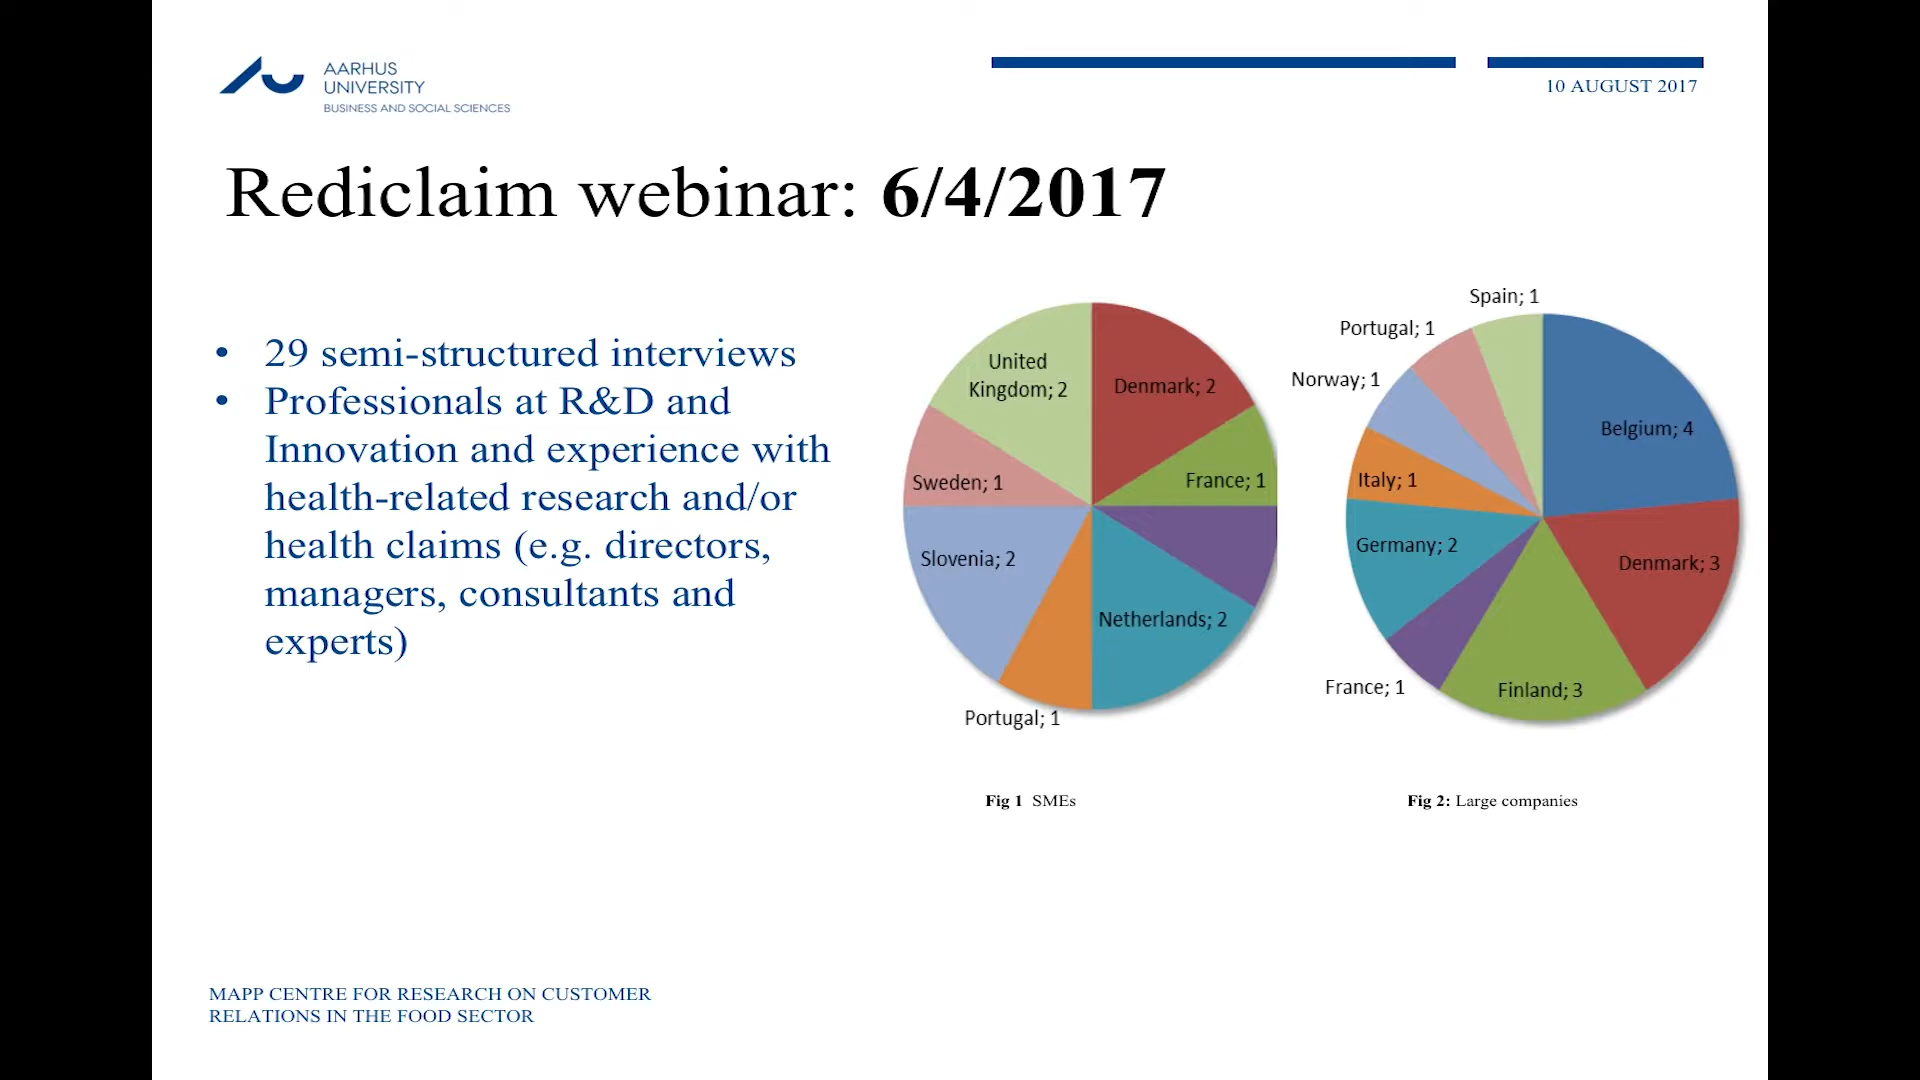 AARHUS
UNIVERSITY
BUSINESS AND SOCIAL SCIENCES
10 AUGUST 2017
Rediclaim webinar: 6/4/2017
• 29 semi-structured interviews
• Professionals at R&D and
Innovation and experience with
health-related research and/or
health claims (e.g. directors,
managers, consultants and
experts)
United
Kingdom; 2
Denmark; 2
France; 1
Netherlands; 2
Portugal; 1
Slovenia; 2
Sweden; 1
Fig 1 SMEs
Spain; 1
Portugal; 1
Norway; 1
Italy; 1
Germany; 2
France; 1
Finland; 3
Denmark; 3
Belgium; 4
Fig 2: Large companies
MAPP CENTRE FOR RESEARCH ON CUSTOMER
RELATIONS IN THE FOOD SECTOR